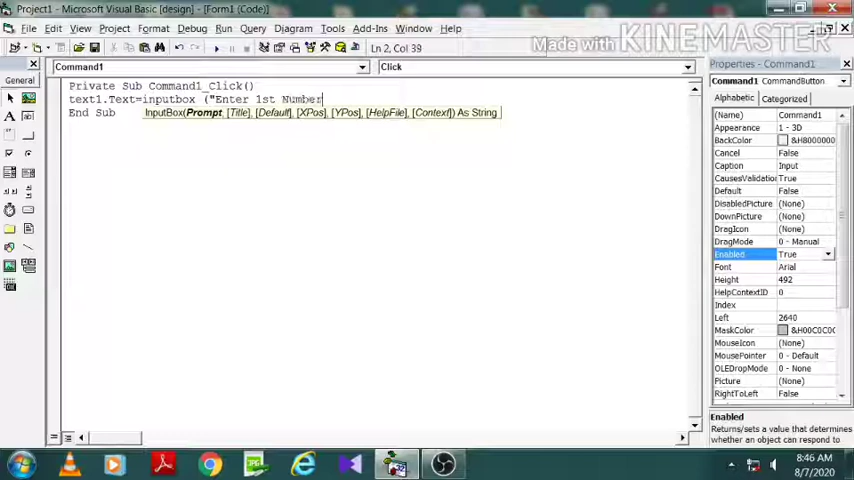 Project1 - Microsoft Visual Basic [design] - [Form1 (Code)]
Made with KINEMASTER
File Edit View Project Format Debug Run Query Diagram Tools Add-Ins Window Help
Ln 2, Col 39
General
Command1 Click
Private Sub Command1_Click()
text1.Text=inputbox ("Enter 1st Number
End Sub
InputBox(Prompt, [Title], [Default], [XPos], [YPos], [HelpFile], [Context]) As String
Properties - Command1
Command1 CommandButton
Alphabetic Categorized
(Name) Command1
Appearance 1 - 3D
BackColor &H8000000
Cancel False
Caption Input
CausesValidation True
Default False
DisabledPicture (None)
DownPicture (None)
DragIcon (None)
DragMode 0 - Manual
Enabled True
Font Arial
Height 492
HelpContextID 0
Index
Left 2640
MaskColor &H00C0C0C
MouseIcon (None)
MousePointer 0 - Default
OLEDropMode 0 - None
Picture (None)
RightToLeft False
Enabled
Returns/sets a value that determines
whether an object can respond to
8:46 AM
8/7/2020